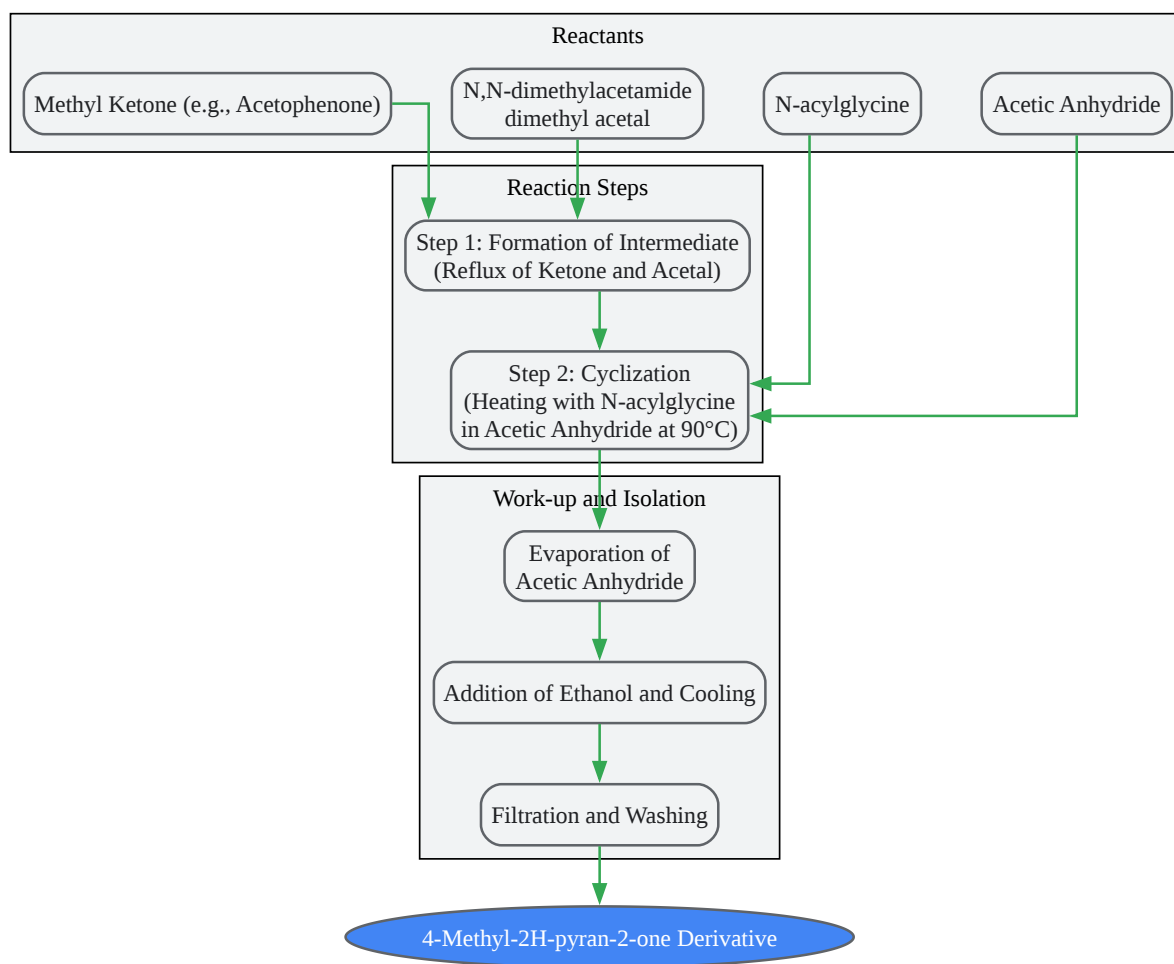 Reactants
Methyl Ketone (e.g., Acetophenone)
N,N-dimethylacetamide
dimethyl acetal
N-acylglycine
Acetic Anhydride
Reaction Steps
Step 1: Formation of Intermediate
(Reflux of Ketone and Acetal)
Step 2: Cyclization
(Heating with N-acylglycine
in Acetic Anhydride at 90°C)
Work-up and Isolation
Evaporation of
Acetic Anhydride
Addition of Ethanol and Cooling
Filtration and Washing
4-Methyl-2H-pyran-2-one Derivative